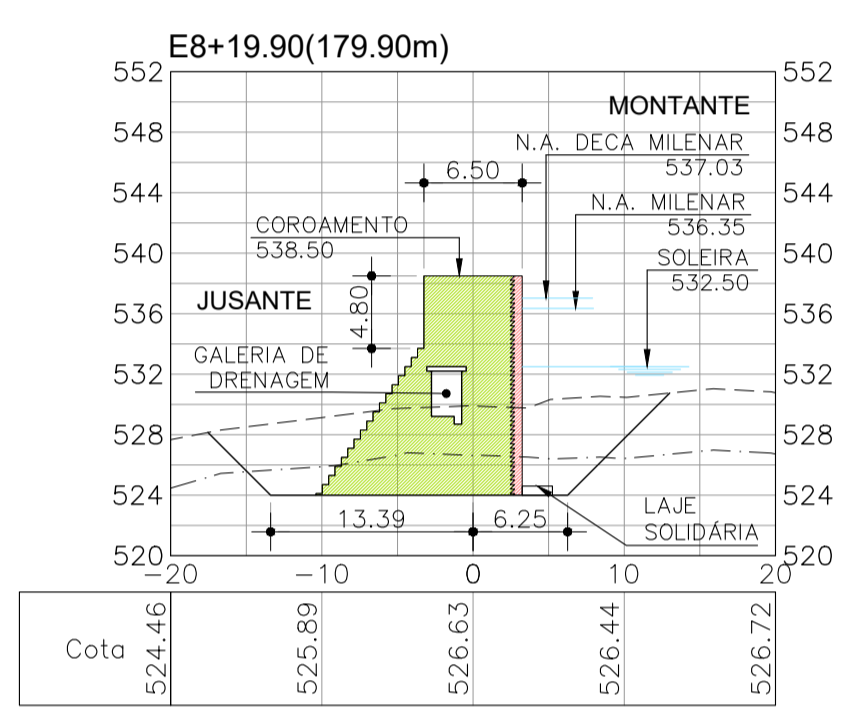 E8+19.90(179.90m)
552 552
MONTANTE
548 548
N.A. DECA MILENAR
537.03
6.50
544 544
N.A. MILENAR
536.35
COROAMENTO
538.50
540 540
SOLEIRA
532.50
JUSANTE
4.80
536 536
GALERIA DE
DRENAGEM
532 532
528 528
524 524
LAJE
SOLIDÁRIA
13.39 6.25
520 520
-20 -10 0 10 20
Cota 524.46 525.89 526.63 526.44 526.72